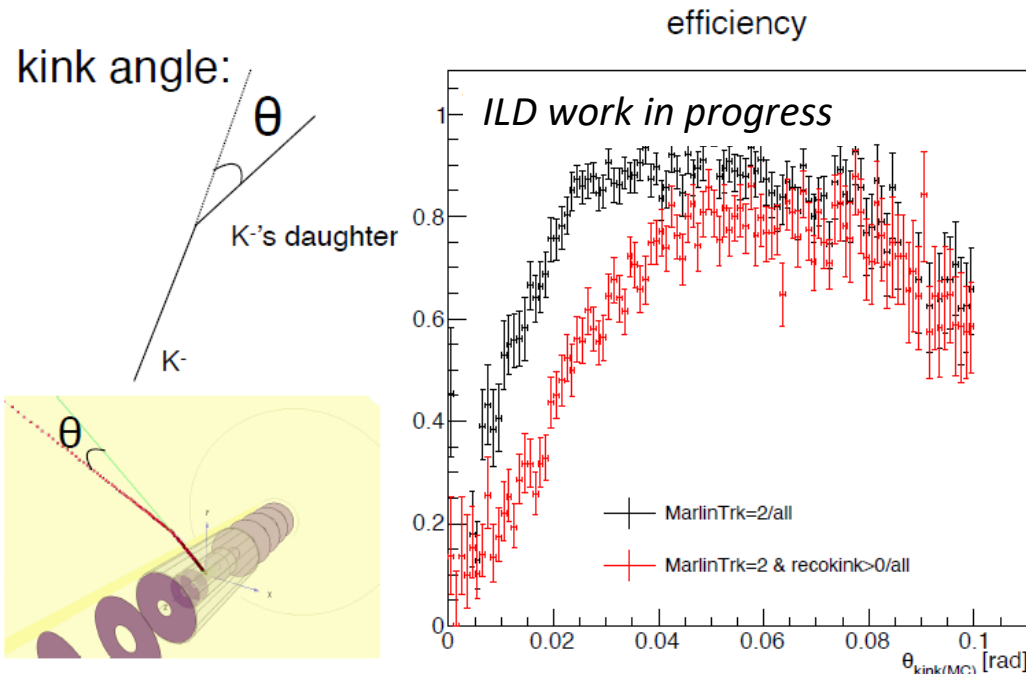 kink angle:
θ
K-'s daughter
K-
θ
efficiency
ILD work in progress
1
0.8
0.6
0.4
0.2
0
0
0.02
0.04
0.06
0.08
0.1
θkink(MC) [rad]
MarlinTrk=2/all
MarlinTrk=2 & recokink>0/all